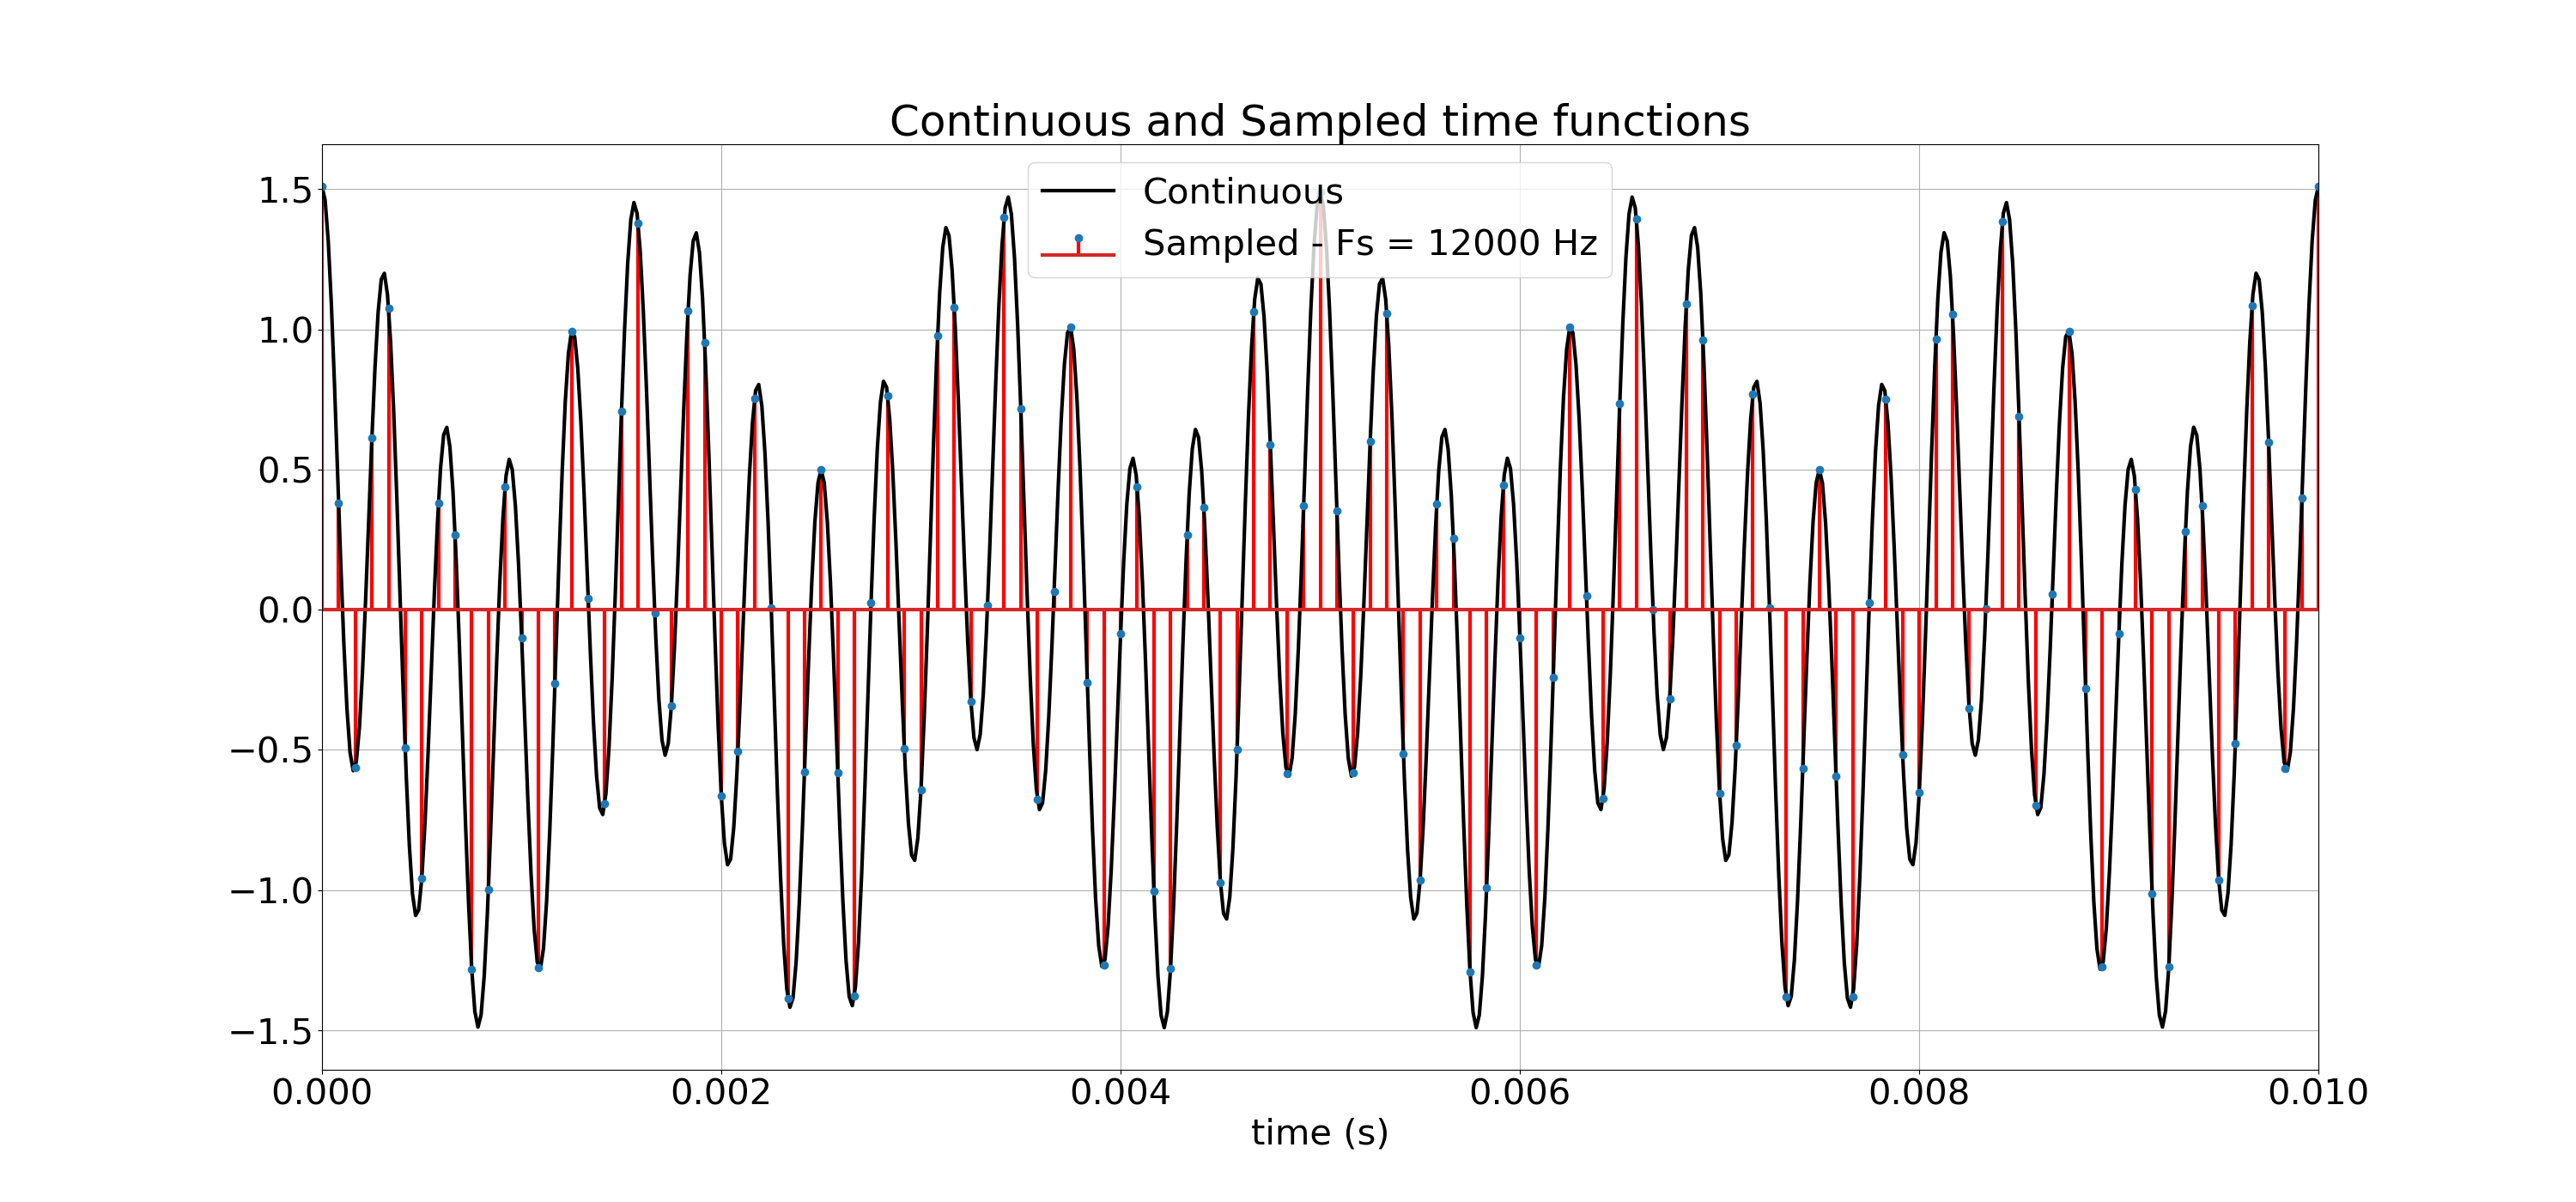 Continuous and Sampled time functions
Continuous
Sampled - Fs = 12000 Hz
1.5
1.0
0.5
0.0
−0.5
−1.0
−1.5
0.000 0.002 0.004 0.006 0.008 0.010
time (s)